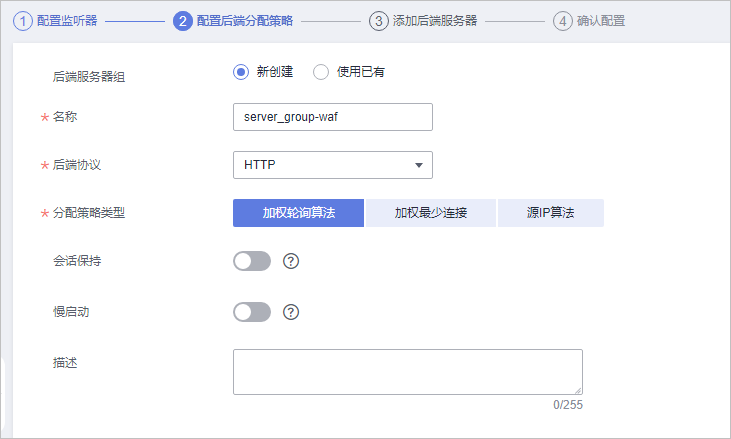 1 配置监听器 2 配置后端分配策略 3 添加后端服务器 4 确认配置
后端服务器组 新创建 使用已有
* 名称 server_group-waf
* 后端协议 HTTP
* 分配策略类型 加权轮询算法 加权最少连接 源IP算法
会话保持 ?
慢启动 ?
描述
0/255